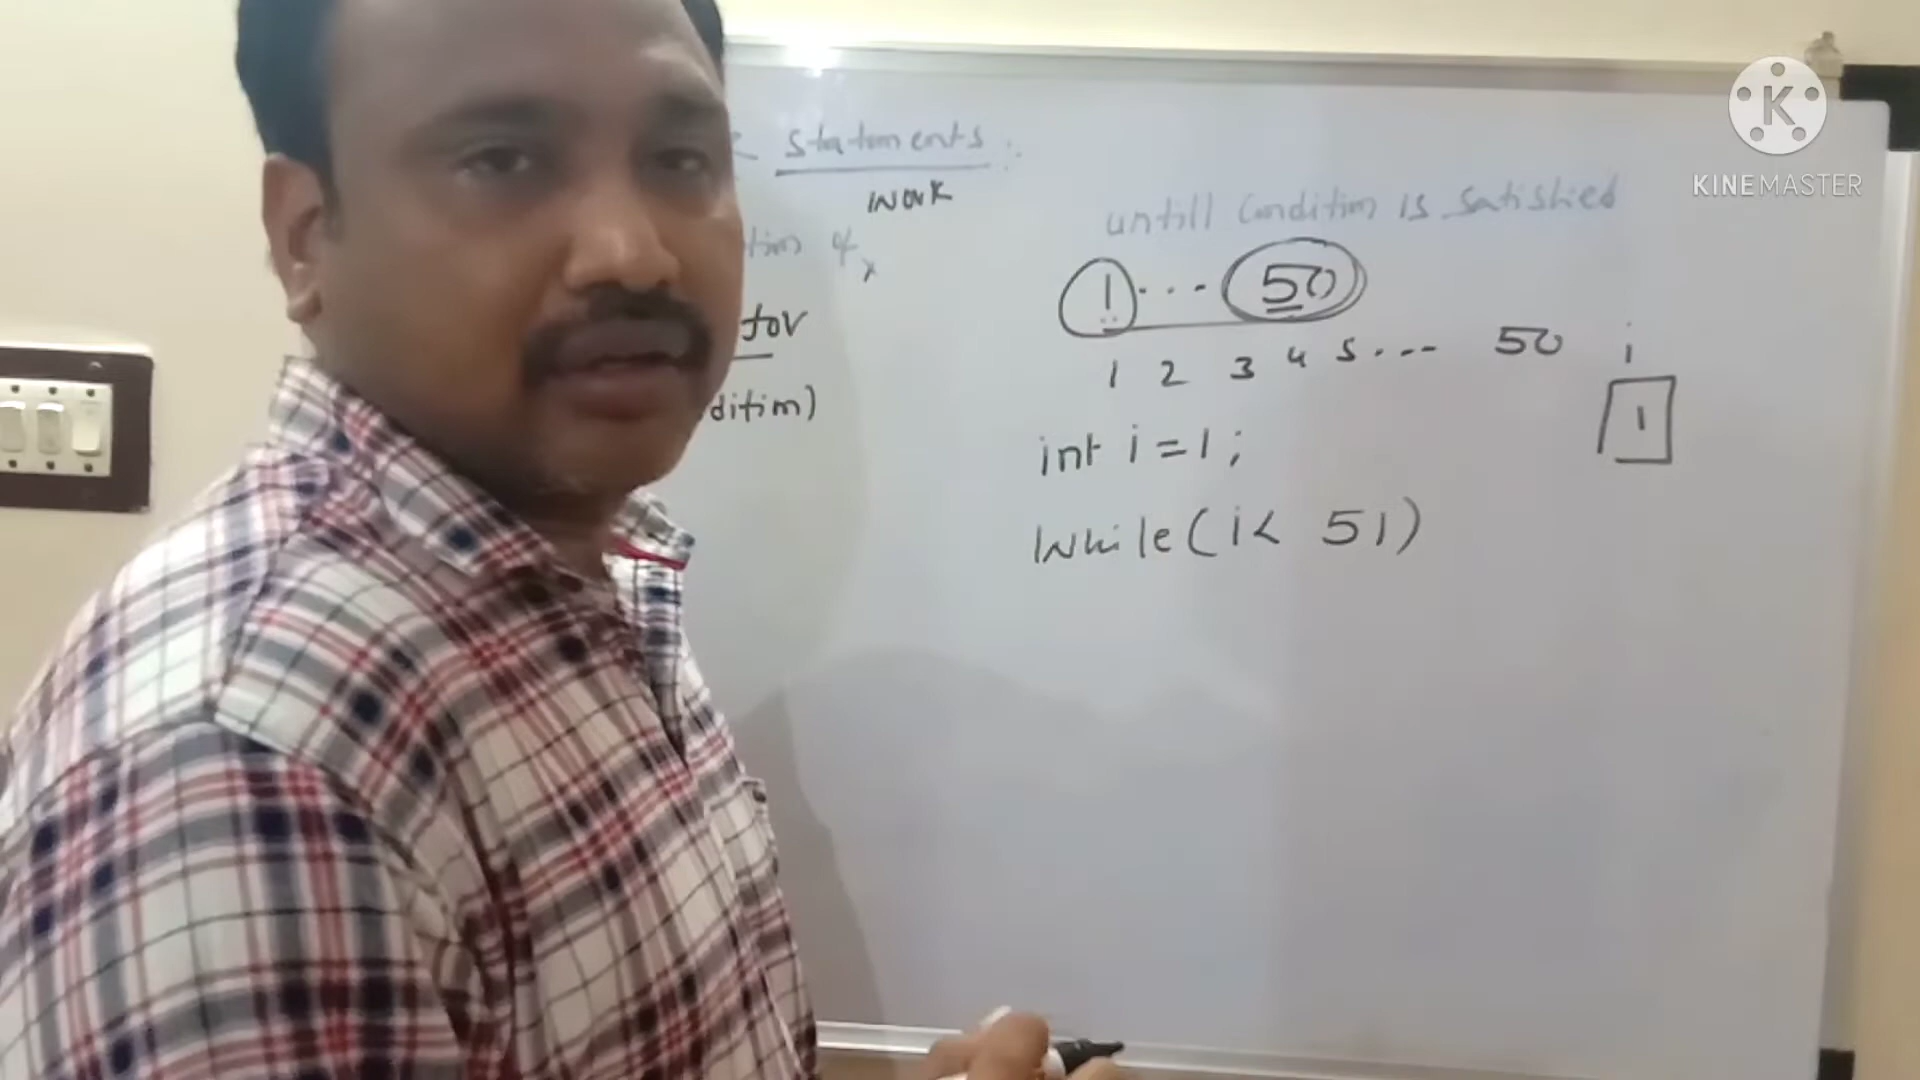 statements :
work
of
for
untill condition is satisfied
1 . . . 50
1 2 3 4 5 . . . 50 i
1
int i = 1 ;
while ( i < 51 )
K
KINEMASTER